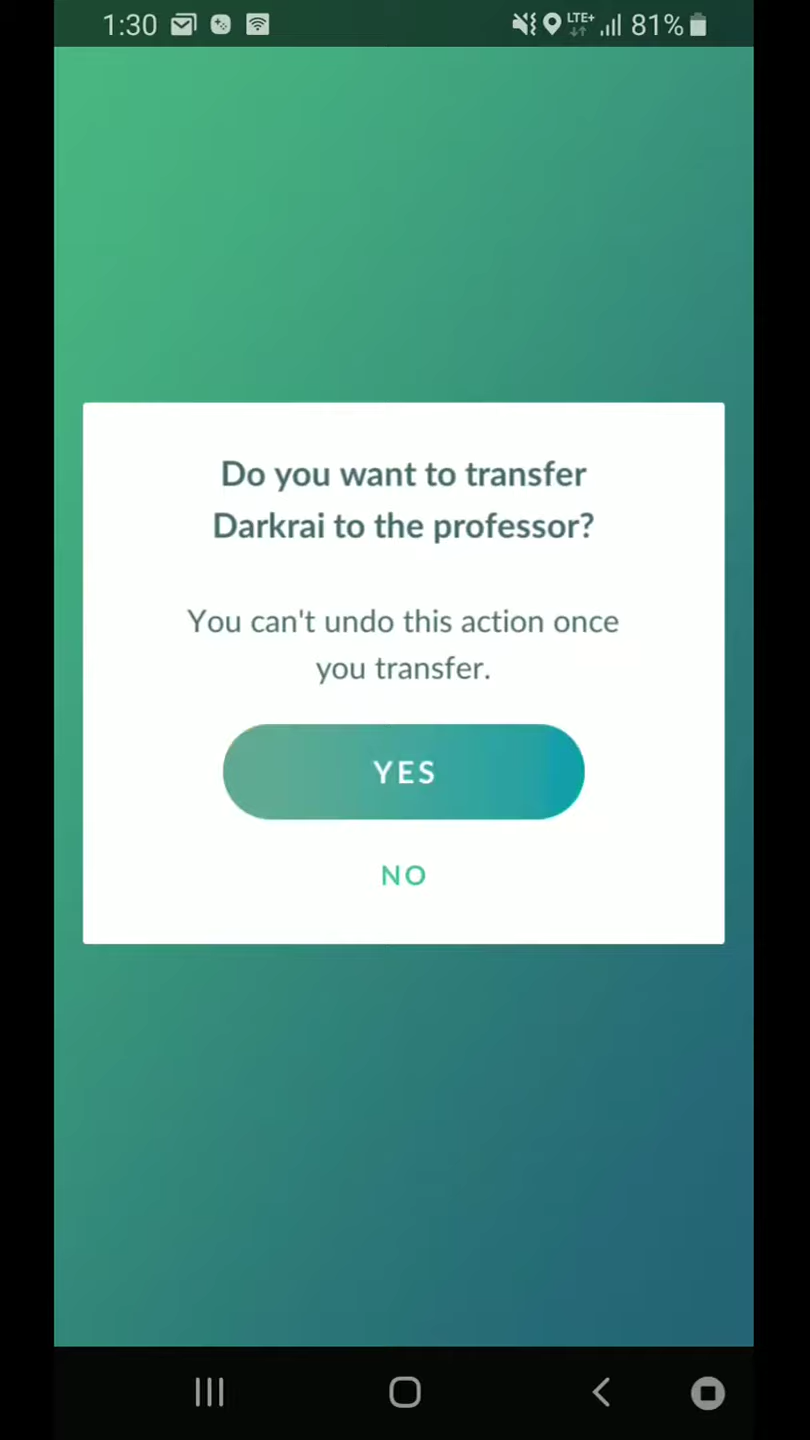 1:30 LTE+ 81%
Do you want to transfer
Darkrai to the professor?
You can't undo this action once
you transfer.
YES
NO